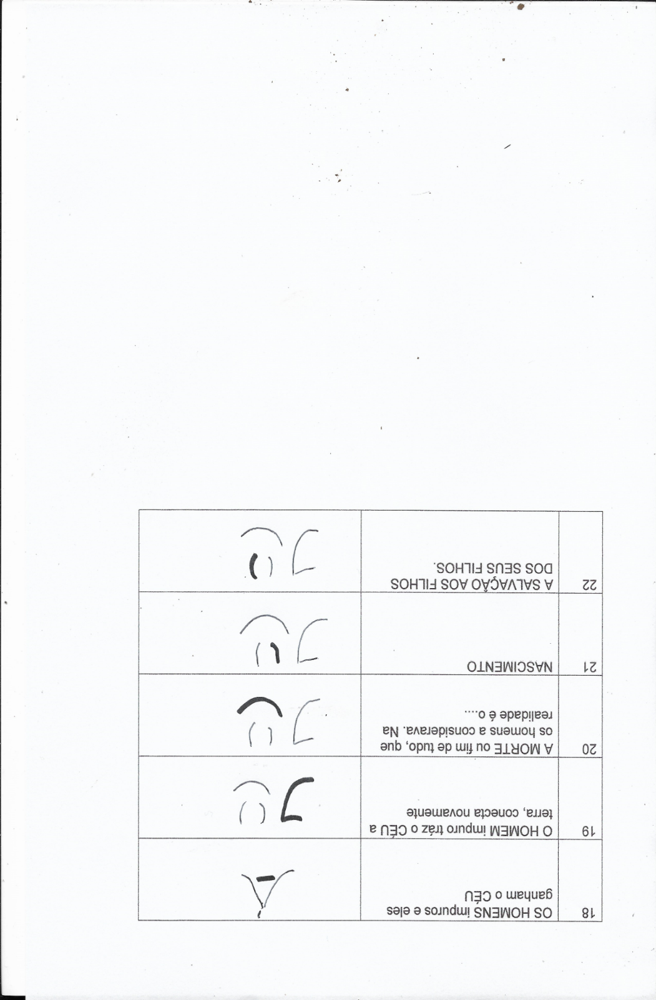 18
OS HOMENS impuros e eles
ganham o CÉU
19
O HOMEM impuro tráz o CÉU a
terra, conecta novamente
20
A MORTE ou fim de tudo, que
os homens a considerava. Na
realidade é o....
21
NASCIMENTO
22
A SALVAÇÃO AOS FILHOS
DOS SEUS FILHOS.